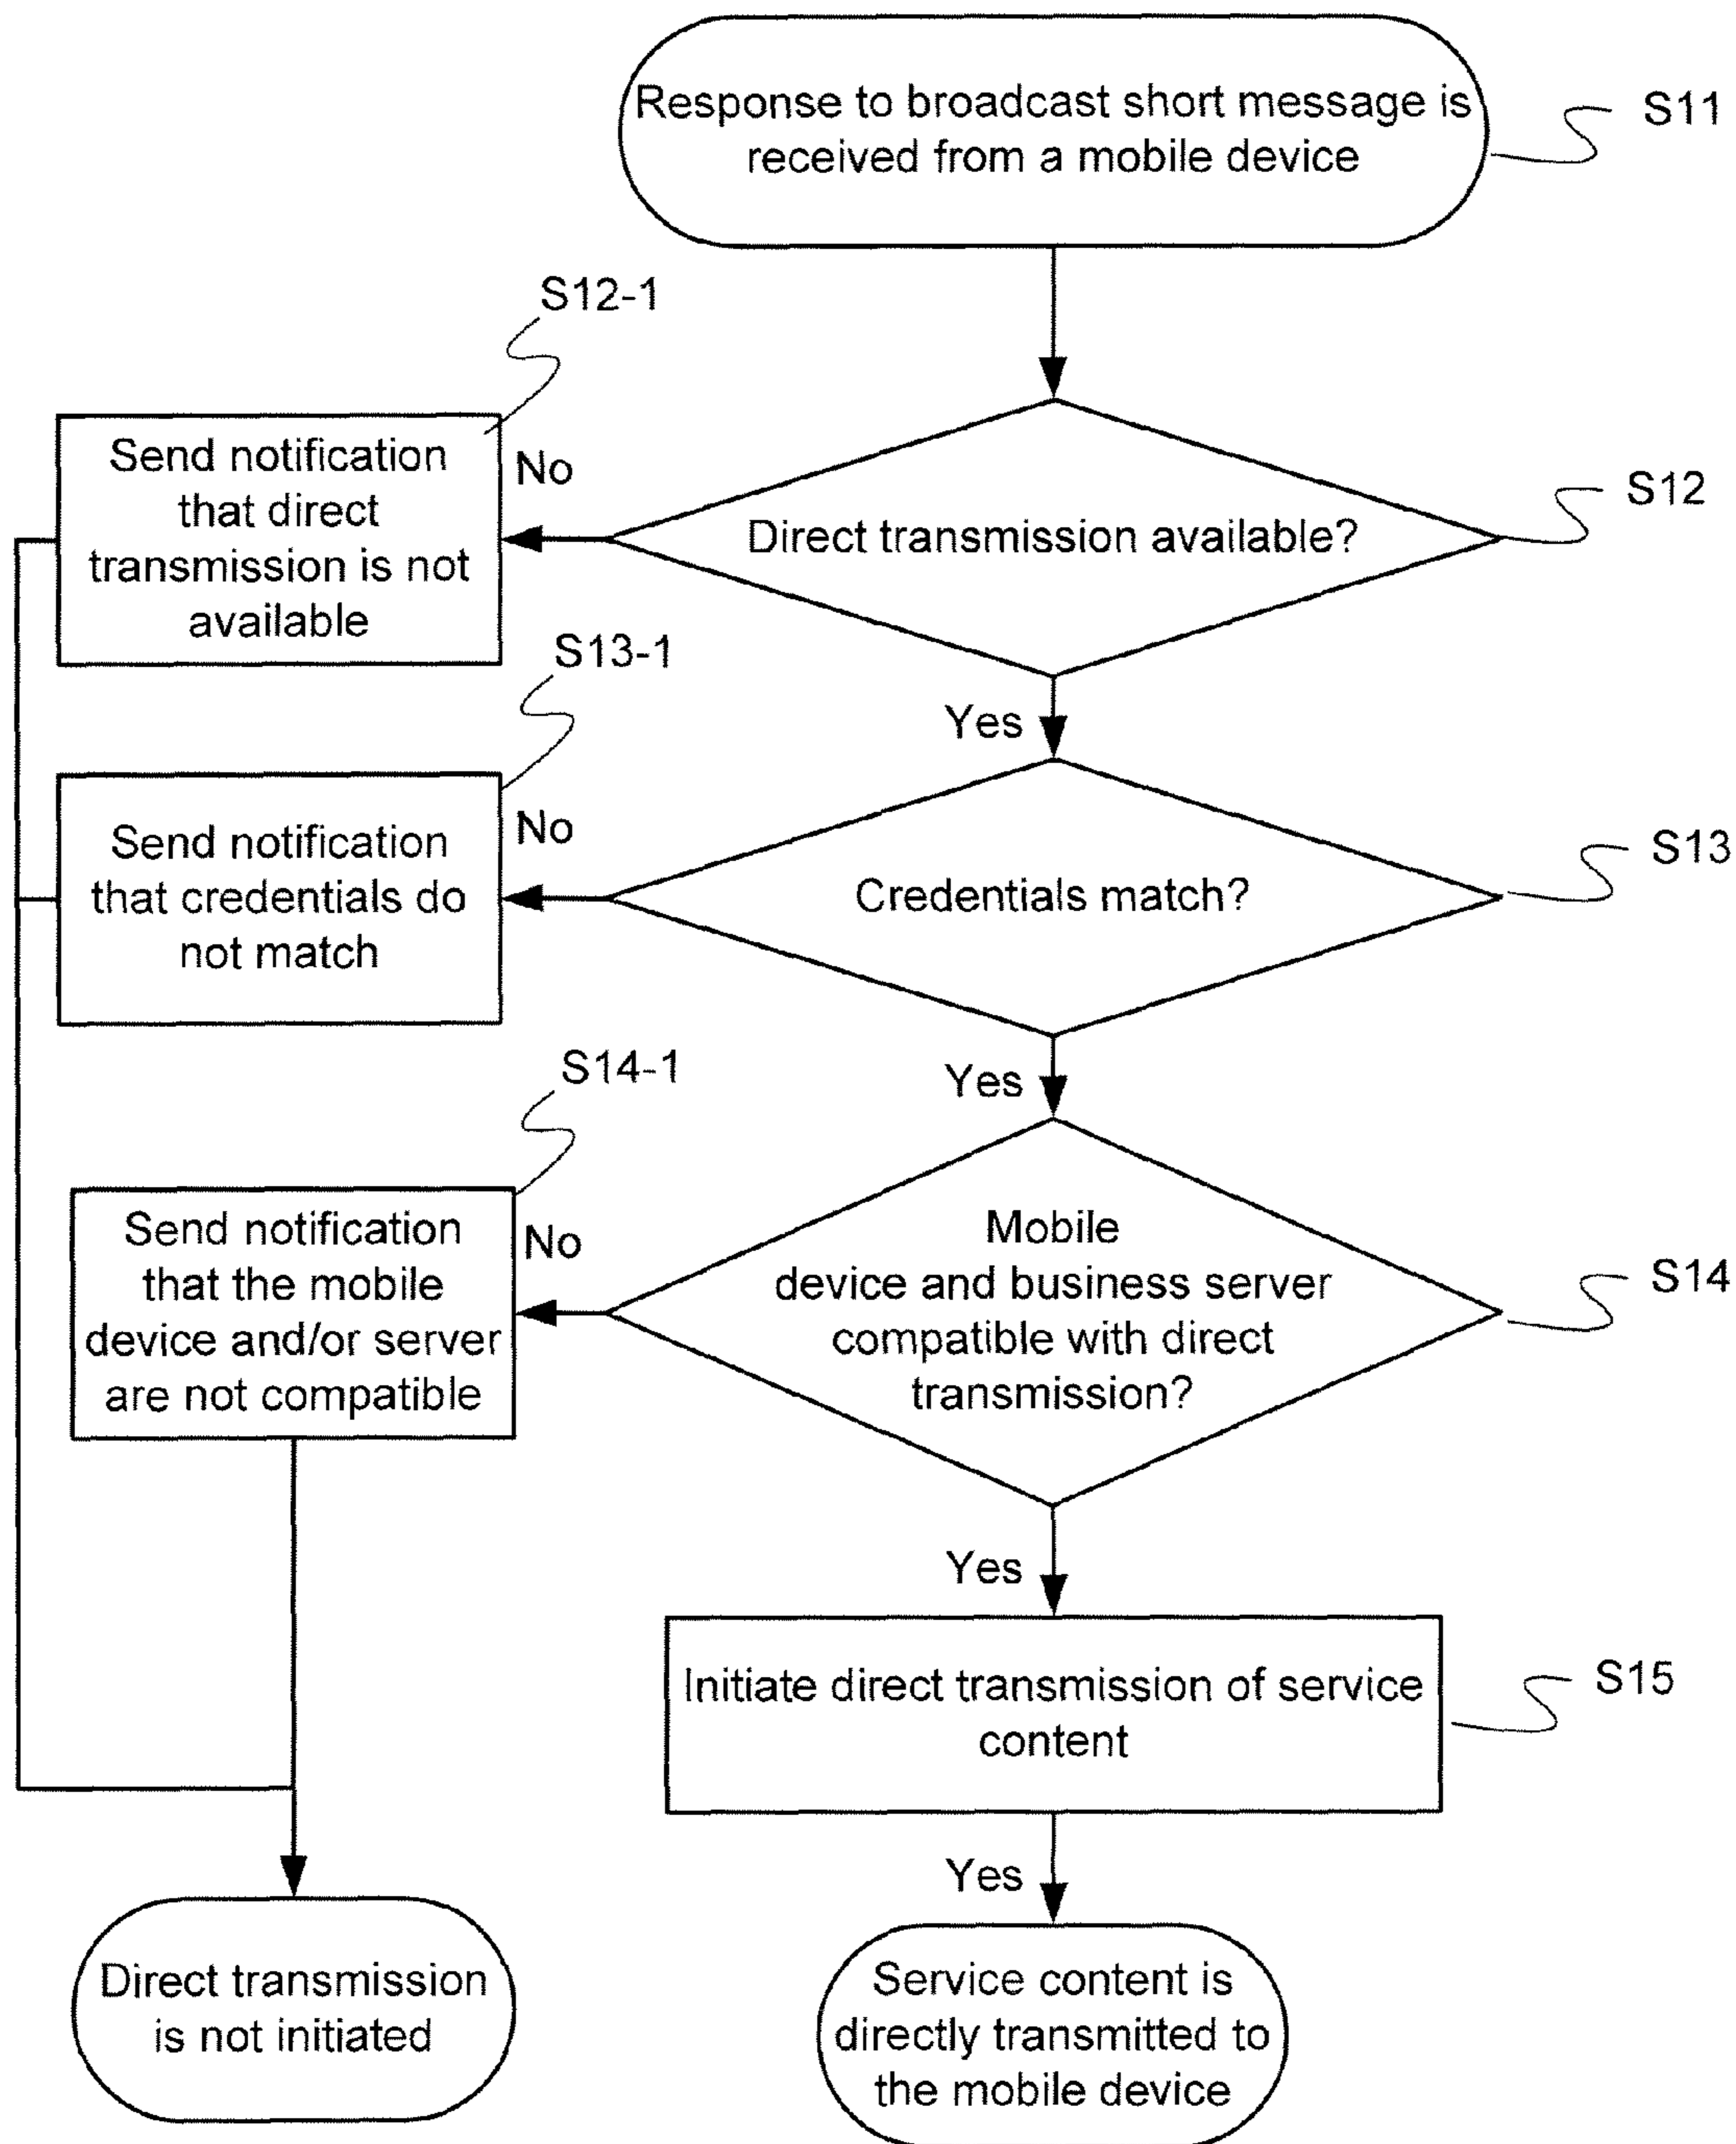 Response to broadcast short message is
received from a mobile device
S11
S12-1
Send notification
that direct
transmission is not
available
No
Direct transmission available?
S12
Yes
S13-1
Send notification
that credentials do
not match
No
Credentials match?
S13
Yes
S14-1
Send notification
that the mobile
device and/or server
are not compatible
No
Mobile
device and business server
compatible with direct
transmission?
S14
Yes
Initiate direct transmission of service
content
S15
Yes
Direct transmission
is not initiated
Service content is
directly transmitted to
the mobile device